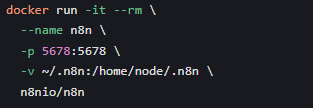 docker run -it --rm \
  --name n8n \
  -p 5678:5678 \
  -v ~/.n8n:/home/node/.n8n \
  n8nio/n8n